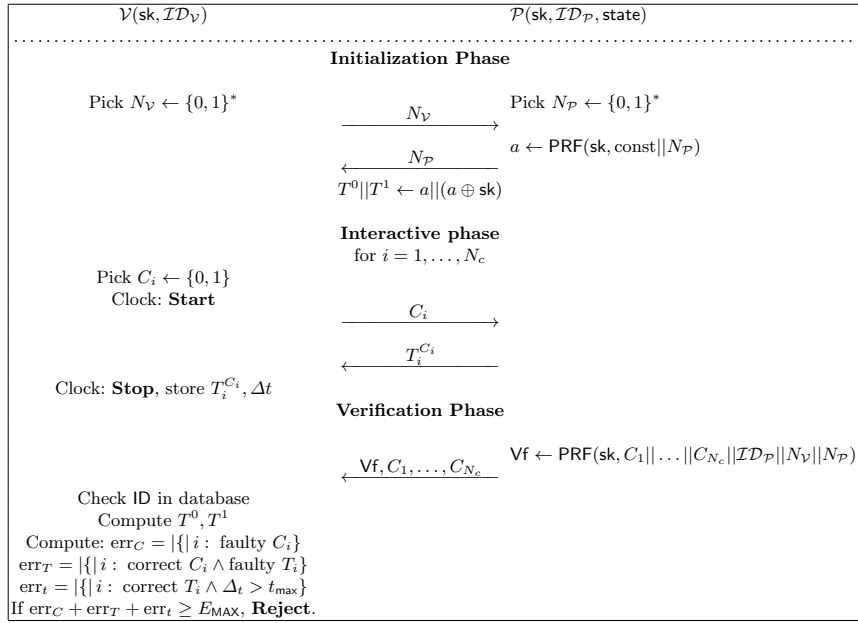 𝒱(sk, ℐ𝒟_𝒱) 𝒫(sk, ℐ𝒟_𝒫, state)
Initialization Phase
Pick N_𝒱 ← {0, 1}* N_𝒱 Pick N_𝒫 ← {0, 1}*
N_𝒫 a ← PRF(sk, const||N_𝒫)
T^0||T^1 ← a||(a ⊕ sk)
Interactive phase
for i = 1, . . . , N_c
Pick C_i ← {0, 1}
Clock: Start
C_i
T_i^{C_i}
Clock: Stop, store T_i^{C_i}, Δt
Verification Phase
Vf, C_1, . . . , C_{N_c} Vf ← PRF(sk, C_1|| . . . ||C_{N_c}||ℐ𝒟_𝒫||N_𝒱||N_𝒫)
Check ID in database
Compute T^0, T^1
Compute: err_C = |{| i : faulty C_i}
err_T = |{| i : correct C_i ∧ faulty T_i}
err_t = |{| i : correct T_i ∧ Δ_t > t_max}
If err_C + err_T + err_t ≥ E_MAX, Reject.